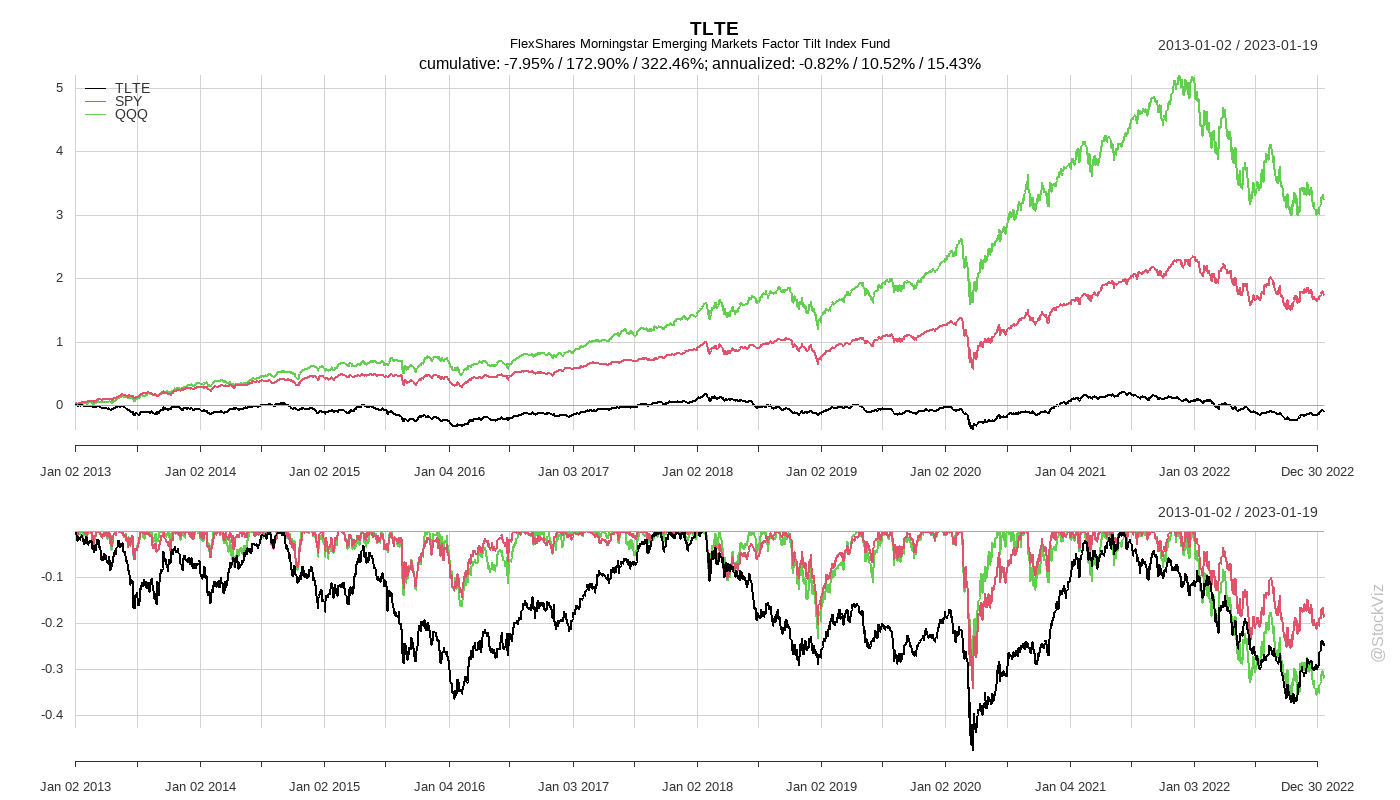 TLTE
FlexShares Morningstar Emerging Markets Factor Tilt Index Fund
2013-01-02 / 2023-01-19
cumulative: -7.95% / 172.90% / 322.46%; annualized: -0.82% / 10.52% / 15.43%
TLTE
SPY
QQQ
5
4
3
2
1
0
Jan 02 2013 Jan 02 2014 Jan 02 2015 Jan 04 2016 Jan 03 2017 Jan 02 2018 Jan 02 2019 Jan 02 2020 Jan 04 2021 Jan 03 2022 Dec 30 2022
2013-01-02 / 2023-01-19
-0.1
-0.2
-0.3
-0.4
Jan 02 2013 Jan 02 2014 Jan 02 2015 Jan 04 2016 Jan 03 2017 Jan 02 2018 Jan 02 2019 Jan 02 2020 Jan 04 2021 Jan 03 2022 Dec 30 2022
@StockViz